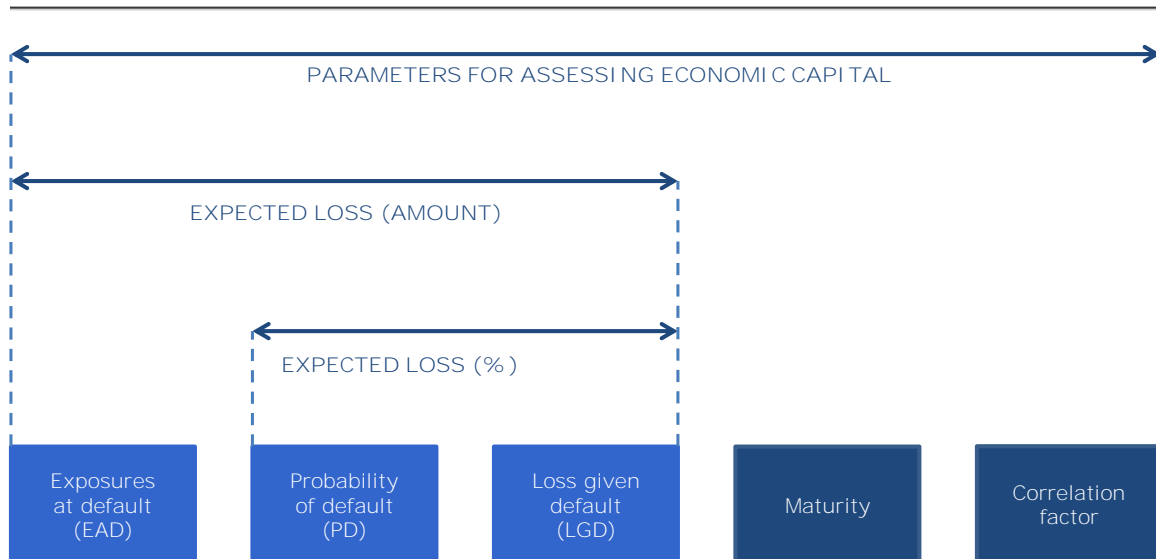 PARAMETERS FOR ASSESSING ECONOMIC CAPITAL
EXPECTED LOSS (AMOUNT)
EXPECTED LOSS (%)
Exposures
at default
(EAD)
Probability
of default
(PD)
Loss given
default
(LGD)
Maturity
Correlation
factor